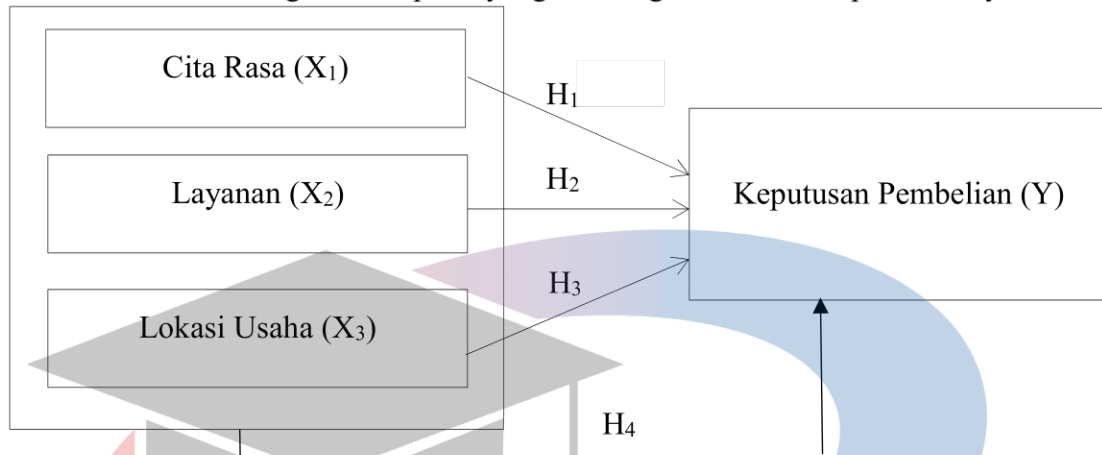 Cita Rasa (X₁)
H₁
Layanan (X₂)
H₂
Keputusan Pembelian (Y)
H₃
Lokasi Usaha (X₃)
H₄